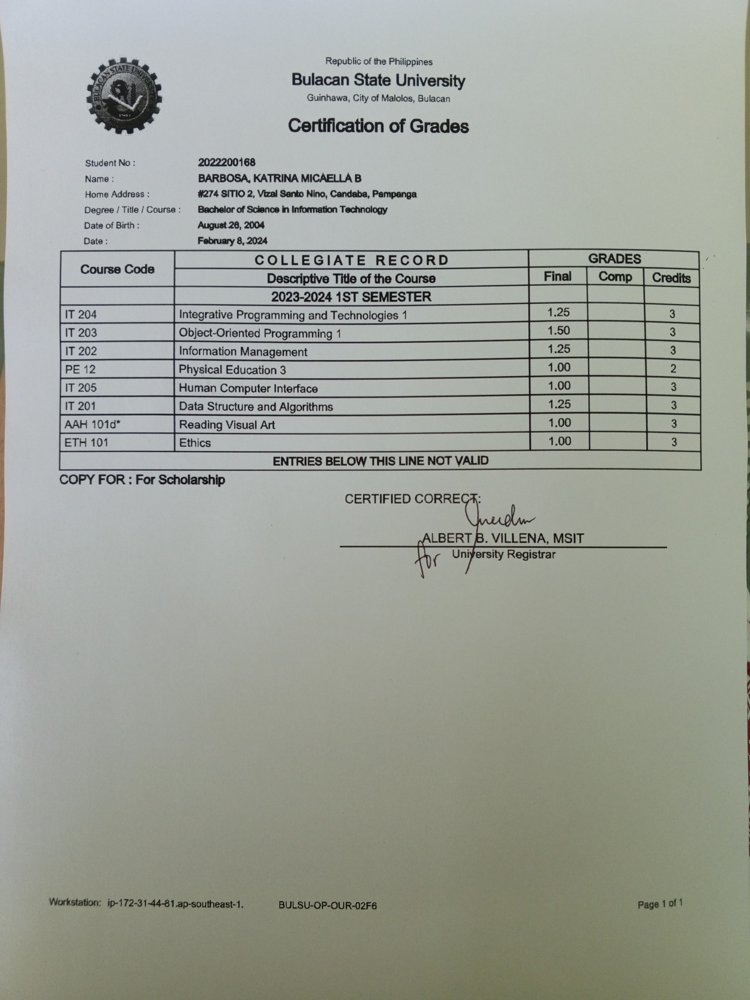 BULACAN STATE UNIVERSITY
Republic of the Philippines
Bulacan State University
Guinhawa, City of Malolos, Bulacan
Certification of Grades
Student No : 2022200168
Name : BARBOSA, KATRINA MICAELLA B
Home Address : #274 SITIO 2, Vizal Santo Nino, Candaba, Pampanga
Degree / Title / Course : Bachelor of Science in Information Technology
Date of Birth : August 26, 2004
Date : February 8, 2024
Course Code COLLEGIATE RECORD GRADES
Descriptive Title of the Course Final Comp Credits
2023-2024 1ST SEMESTER
IT 204 Integrative Programming and Technologies 1 1.25 3
IT 203 Object-Oriented Programming 1 1.50 3
IT 202 Information Management 1.25 3
PE 12 Physical Education 3 1.00 2
IT 205 Human Computer Interface 1.00 3
IT 201 Data Structure and Algorithms 1.25 3
AAH 101d* Reading Visual Art 1.00 3
ETH 101 Ethics 1.00 3
ENTRIES BELOW THIS LINE NOT VALID
COPY FOR : For Scholarship
CERTIFIED CORRECT:
ALBERT B. VILLENA, MSIT
for University Registrar
Workstation: ip-172-31-44-81.ap-southeast-1. BULSU-OP-OUR-02F6 Page 1 of 1